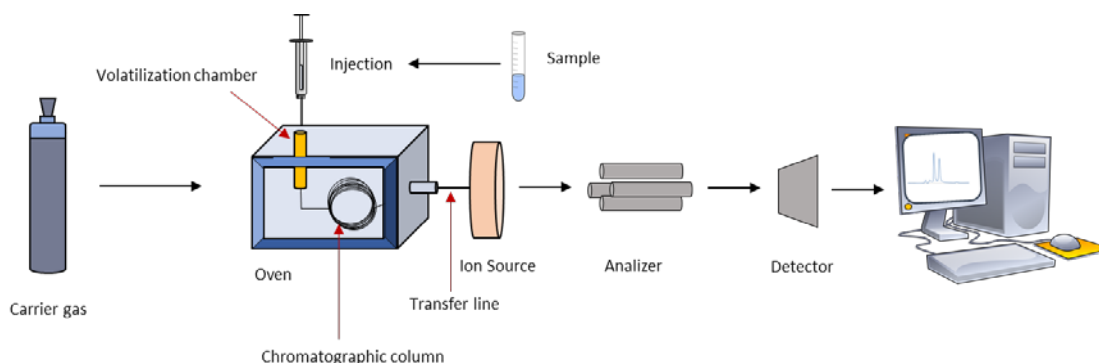 Injection
Sample
Volatilization chamber
Oven
Ion Source
Analizer
Detector
Transfer line
Carrier gas
Chromatographic column